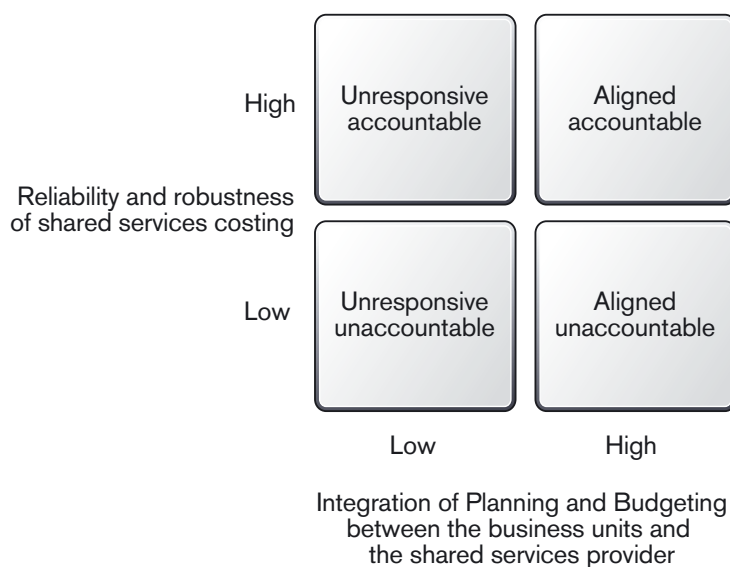 High
Unresponsive
accountable
Aligned
accountable
Reliability and robustness
of shared services costing
Low
Unresponsive
unaccountable
Aligned
unaccountable
Low
High
Integration of Planning and Budgeting
between the business units and
the shared services provider